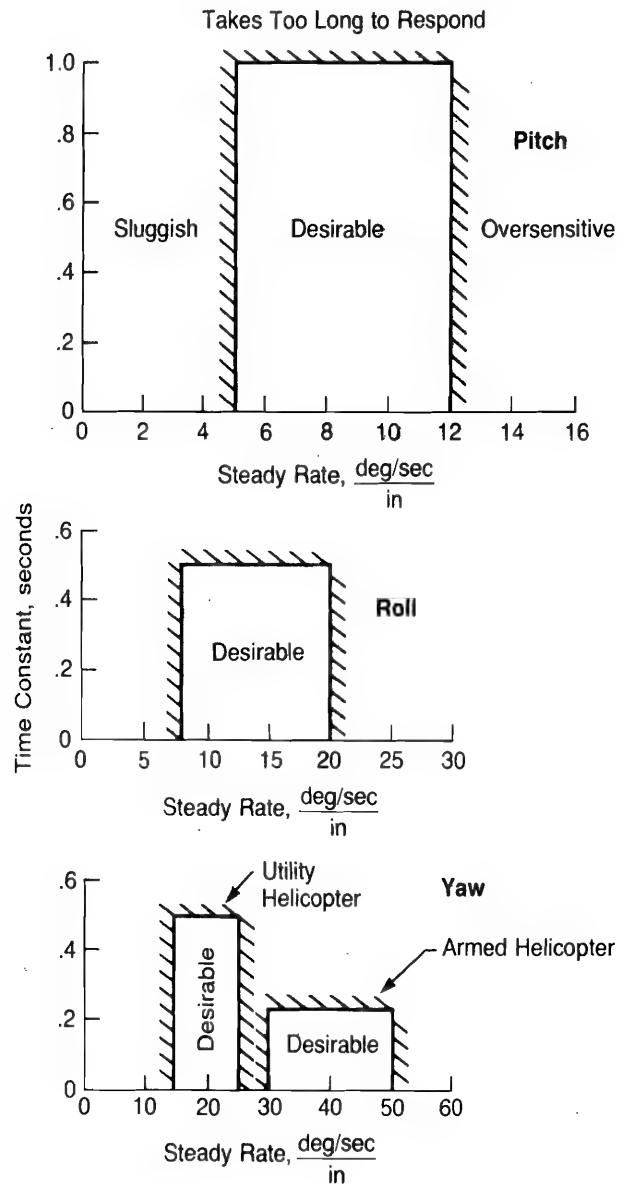 Takes Too Long to Respond
1.0
.8
.6
.4
.2
0
Pitch
Sluggish
Desirable
Oversensitive
0 2 4 6 8 10 12 14 16
Steady Rate, deg/sec
in
Time Constant, seconds
.6
.4
.2
0
Roll
Desirable
0 5 10 15 20 25 30
Steady Rate, deg/sec
in
.6
.4
.2
0
Utility
Helicopter
Yaw
Armed Helicopter
Desirable
Desirable
0 10 20 30 40 50 60
Steady Rate, deg/sec
in